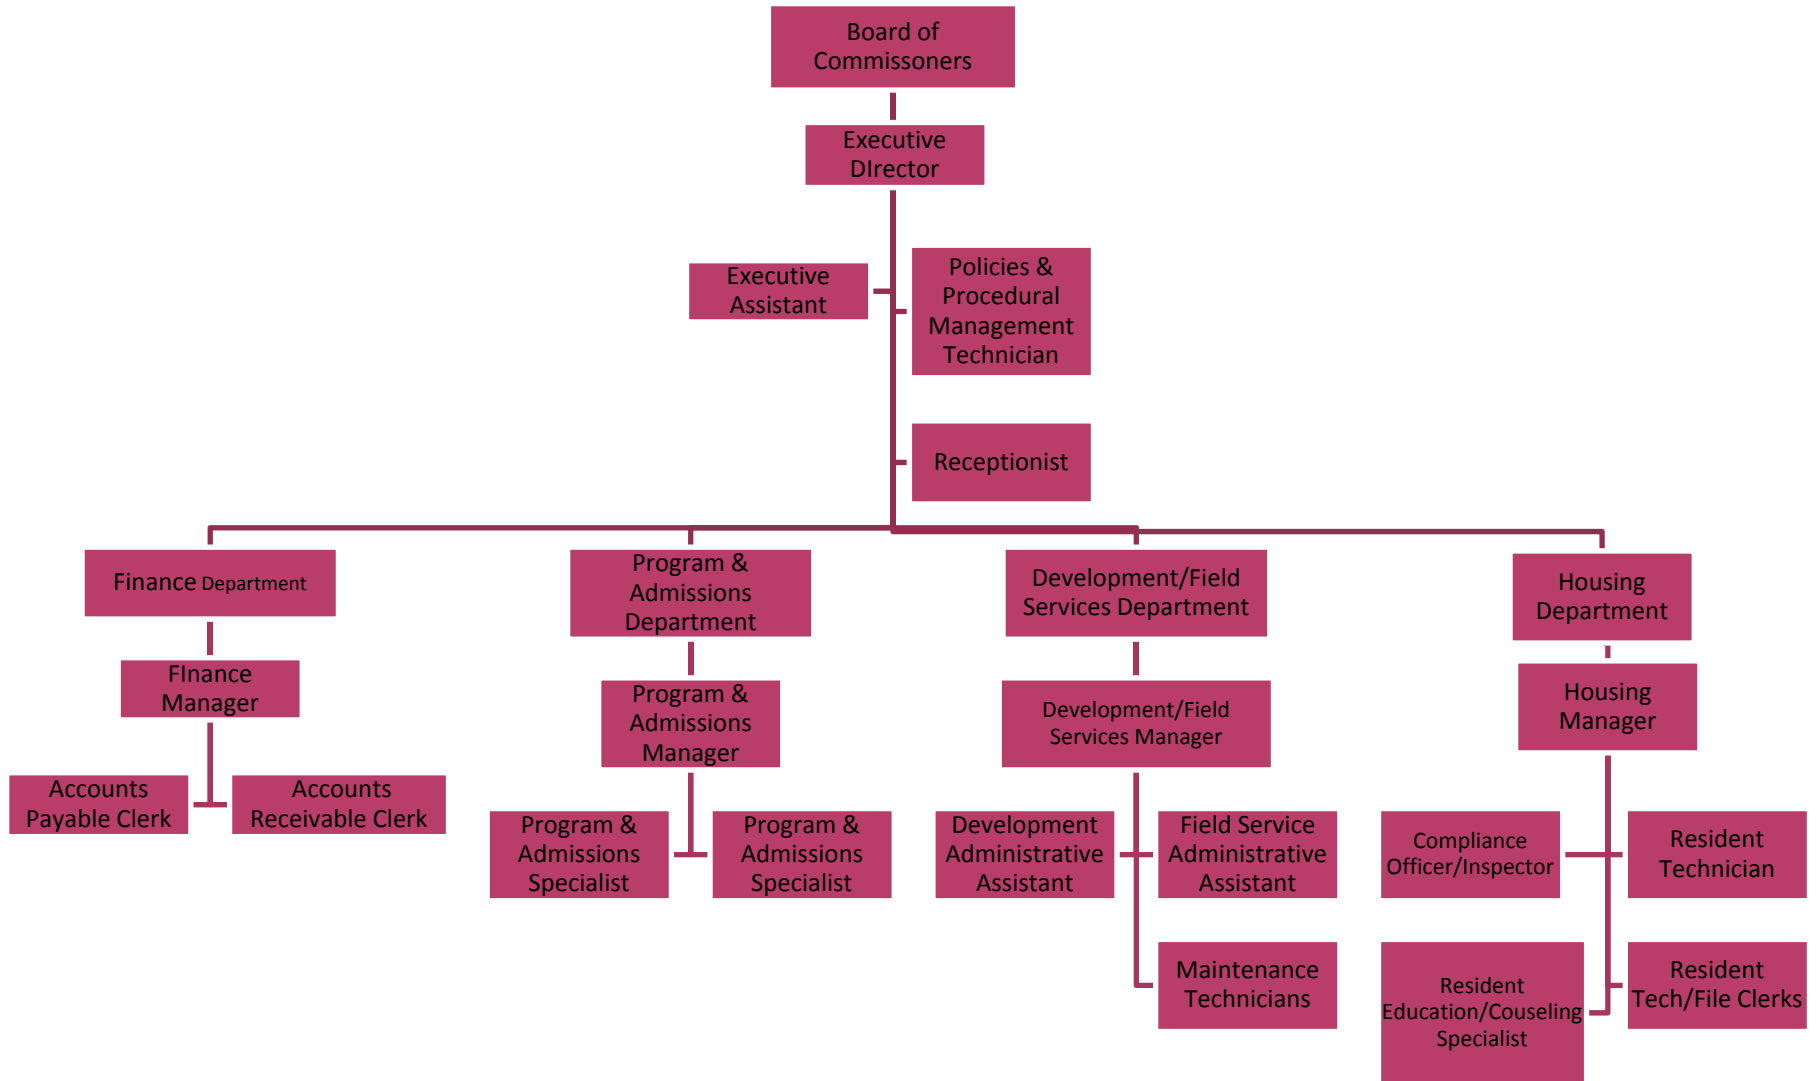 Board of
Commissoners
Executive
DIrector
Executive
Assistant
Policies &
Procedural
Management
Technician
Receptionist
Finance Department
Program &
Admissions
Department
Development/Field
Services Department
Housing
Department
FInance
Manager
Program &
Admissions
Manager
Development/Field
Services Manager
Housing
Manager
Accounts
Payable Clerk
Accounts
Receivable Clerk
Program &
Admissions
Specialist
Program &
Admissions
Specialist
Development
Administrative
Assistant
Field Service
Administrative
Assistant
Compliance
Officer/Inspector
Resident
Technician
Maintenance
Technicians
Resident
Education/Couseling
Specialist
Resident
Tech/File Clerks